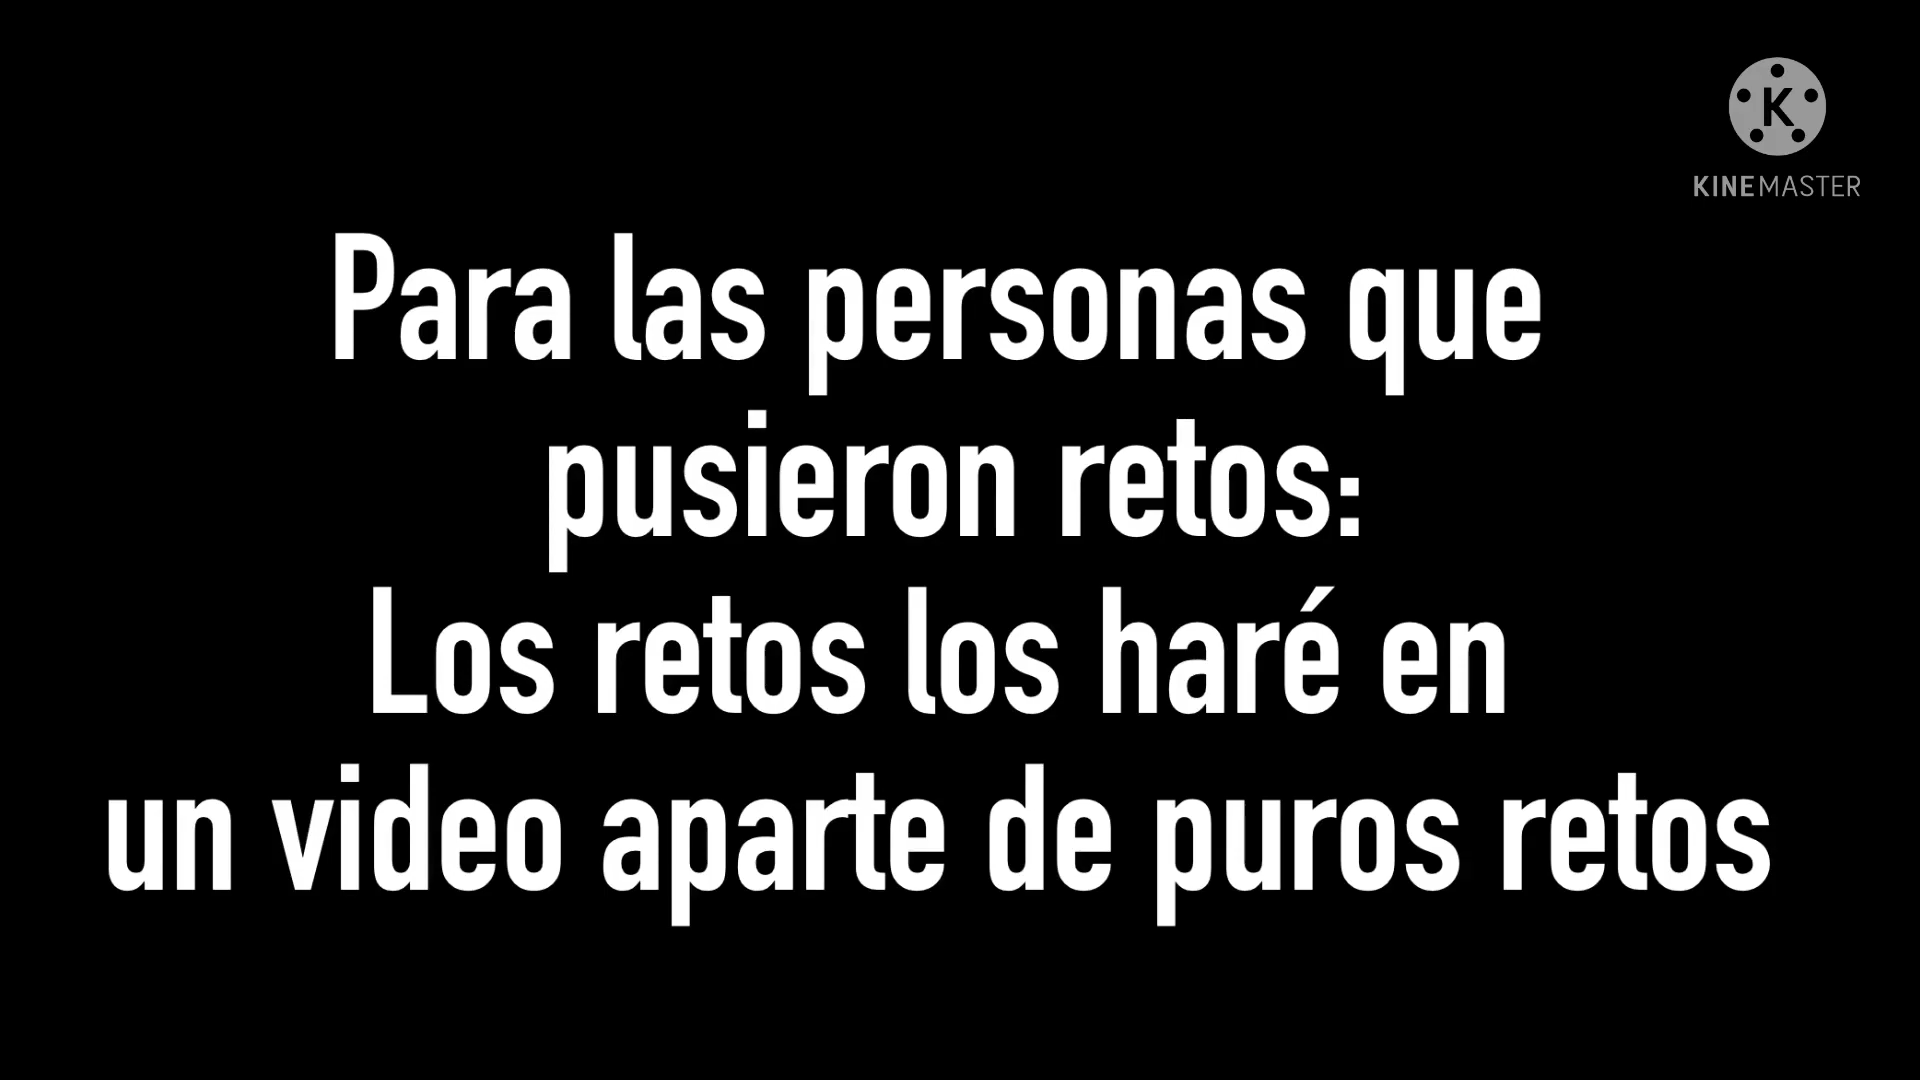 K
KINEMASTER
Para las personas que
pusieron retos:
Los retos los haré en
un video aparte de puros retos